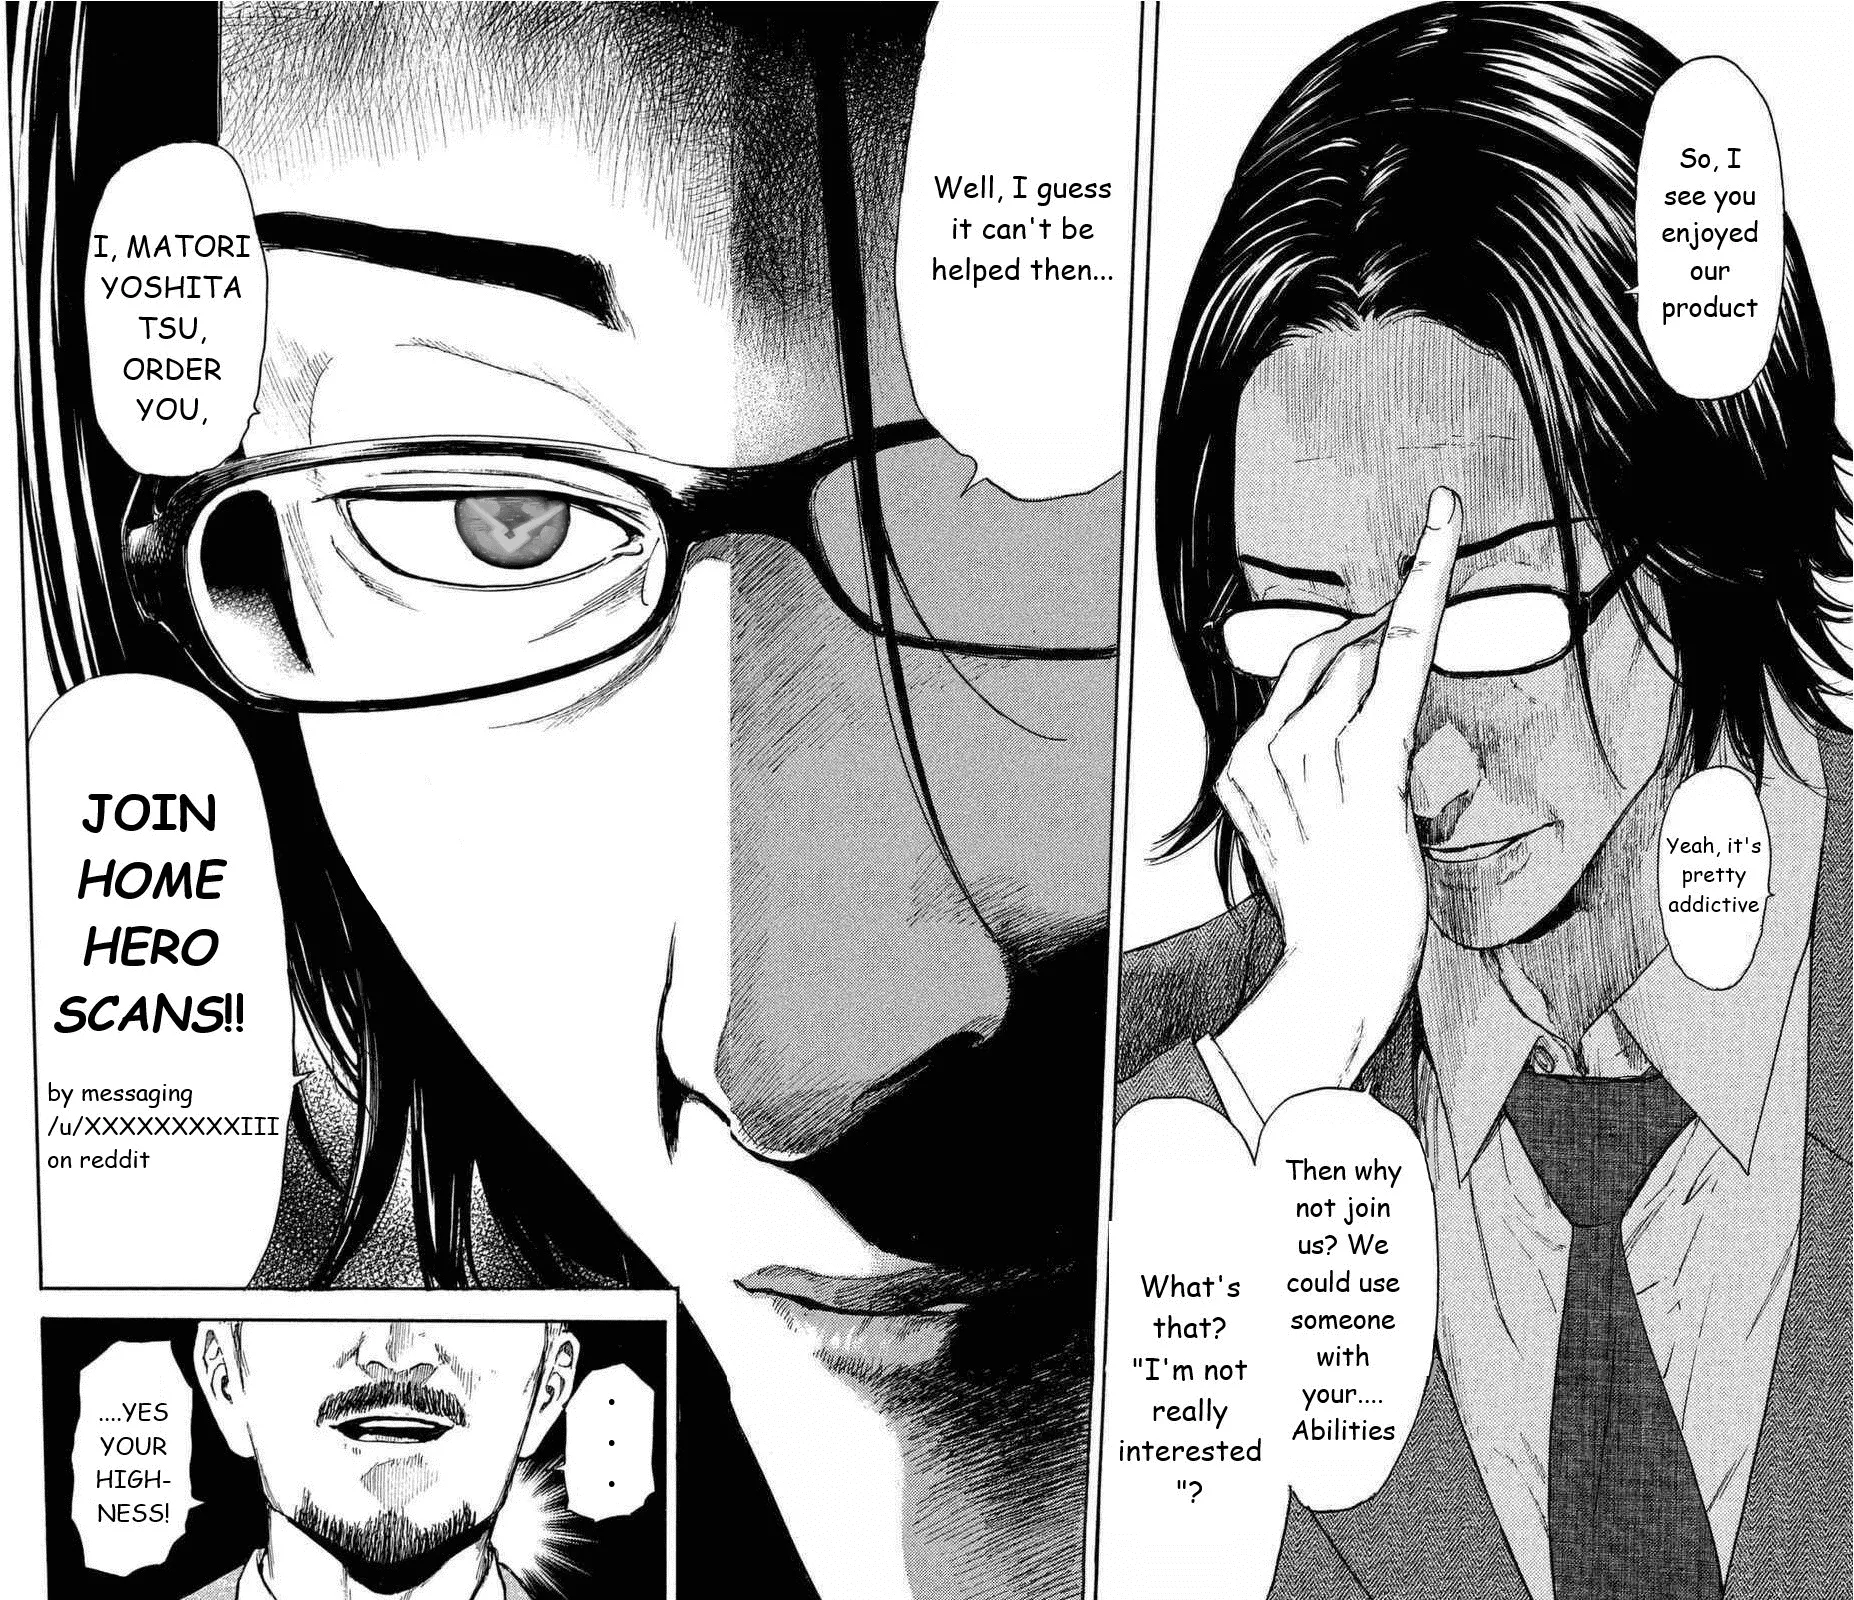 So, I
see you
enjoyed
our
product
Yeah, it's
pretty
addictive
Then why
not join
us? We
could use
someone
with
your....
Abilities
What's
that?
"I'm not
really
interested
"?
Well, I guess
it can't be
helped then...
I, MATORI
YOSHITA
TSU,
ORDER
YOU,
JOIN
HOME
HERO
SCANS!!
by messaging
/u/XXXXXXXXXIII
on reddit
. . .
....YES
YOUR
HIGH-
NESS!